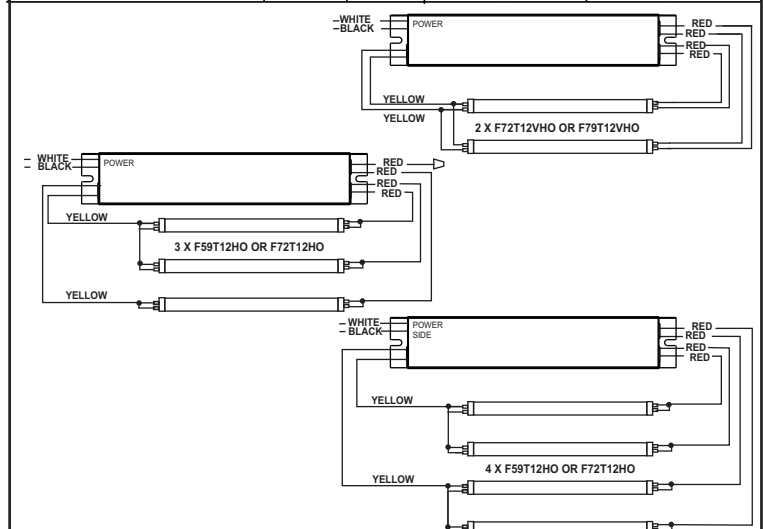 WHITE
BLACK
POWER
RED
RED
RED
RED
YELLOW
YELLOW
2 X F72T12VHO OR F79T12VHO
WHITE
BLACK
POWER
RED
RED
RED
RED
YELLOW
3 X F59T12HO OR F72T12HO
YELLOW
WHITE
BLACK
POWER
SIDE
RED
RED
RED
RED
YELLOW
4 X F59T12HO OR F72T12HO
YELLOW